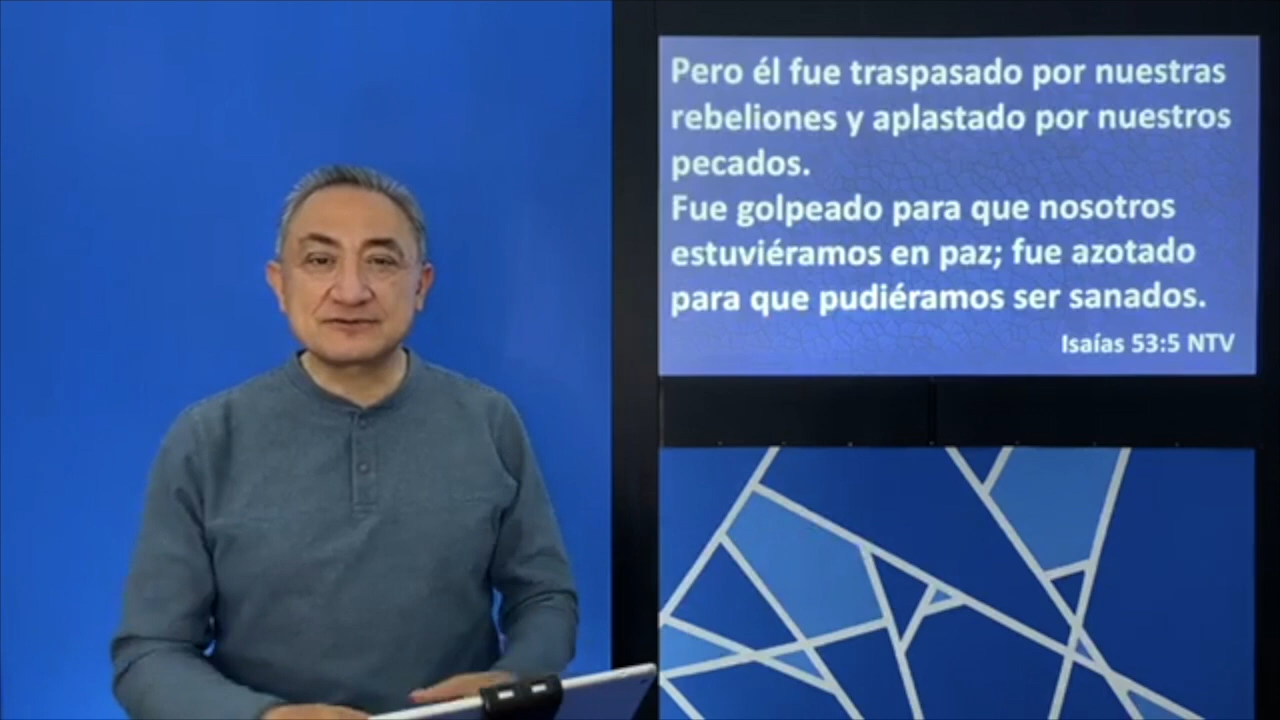 Pero él fue traspasado por nuestras
rebeliones y aplastado por nuestros
pecados.
Fue golpeado para que nosotros
estuviéramos en paz; fue azotado
para que pudiéramos ser sanados.
Isaías 53:5 NTV